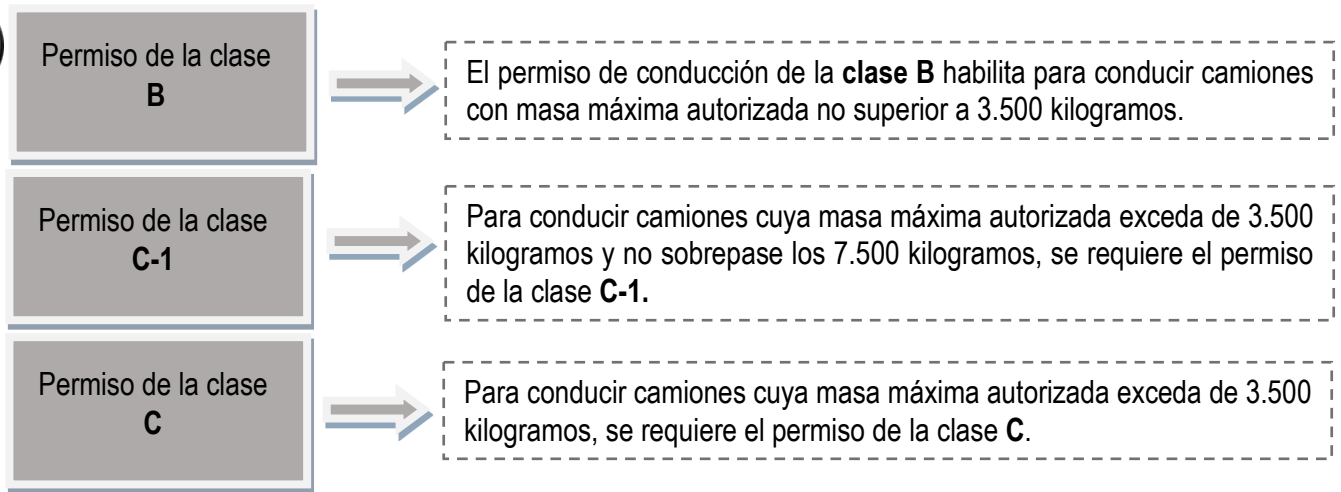 Permiso de la clase
B
El permiso de conducción de la clase B habilita para conducir camiones
con masa máxima autorizada no superior a 3.500 kilogramos.
Permiso de la clase
C-1
Para conducir camiones cuya masa máxima autorizada exceda de 3.500
kilogramos y no sobrepase los 7.500 kilogramos, se requiere el permiso
de la clase C-1.
Permiso de la clase
C
Para conducir camiones cuya masa máxima autorizada exceda de 3.500
kilogramos, se requiere el permiso de la clase C.